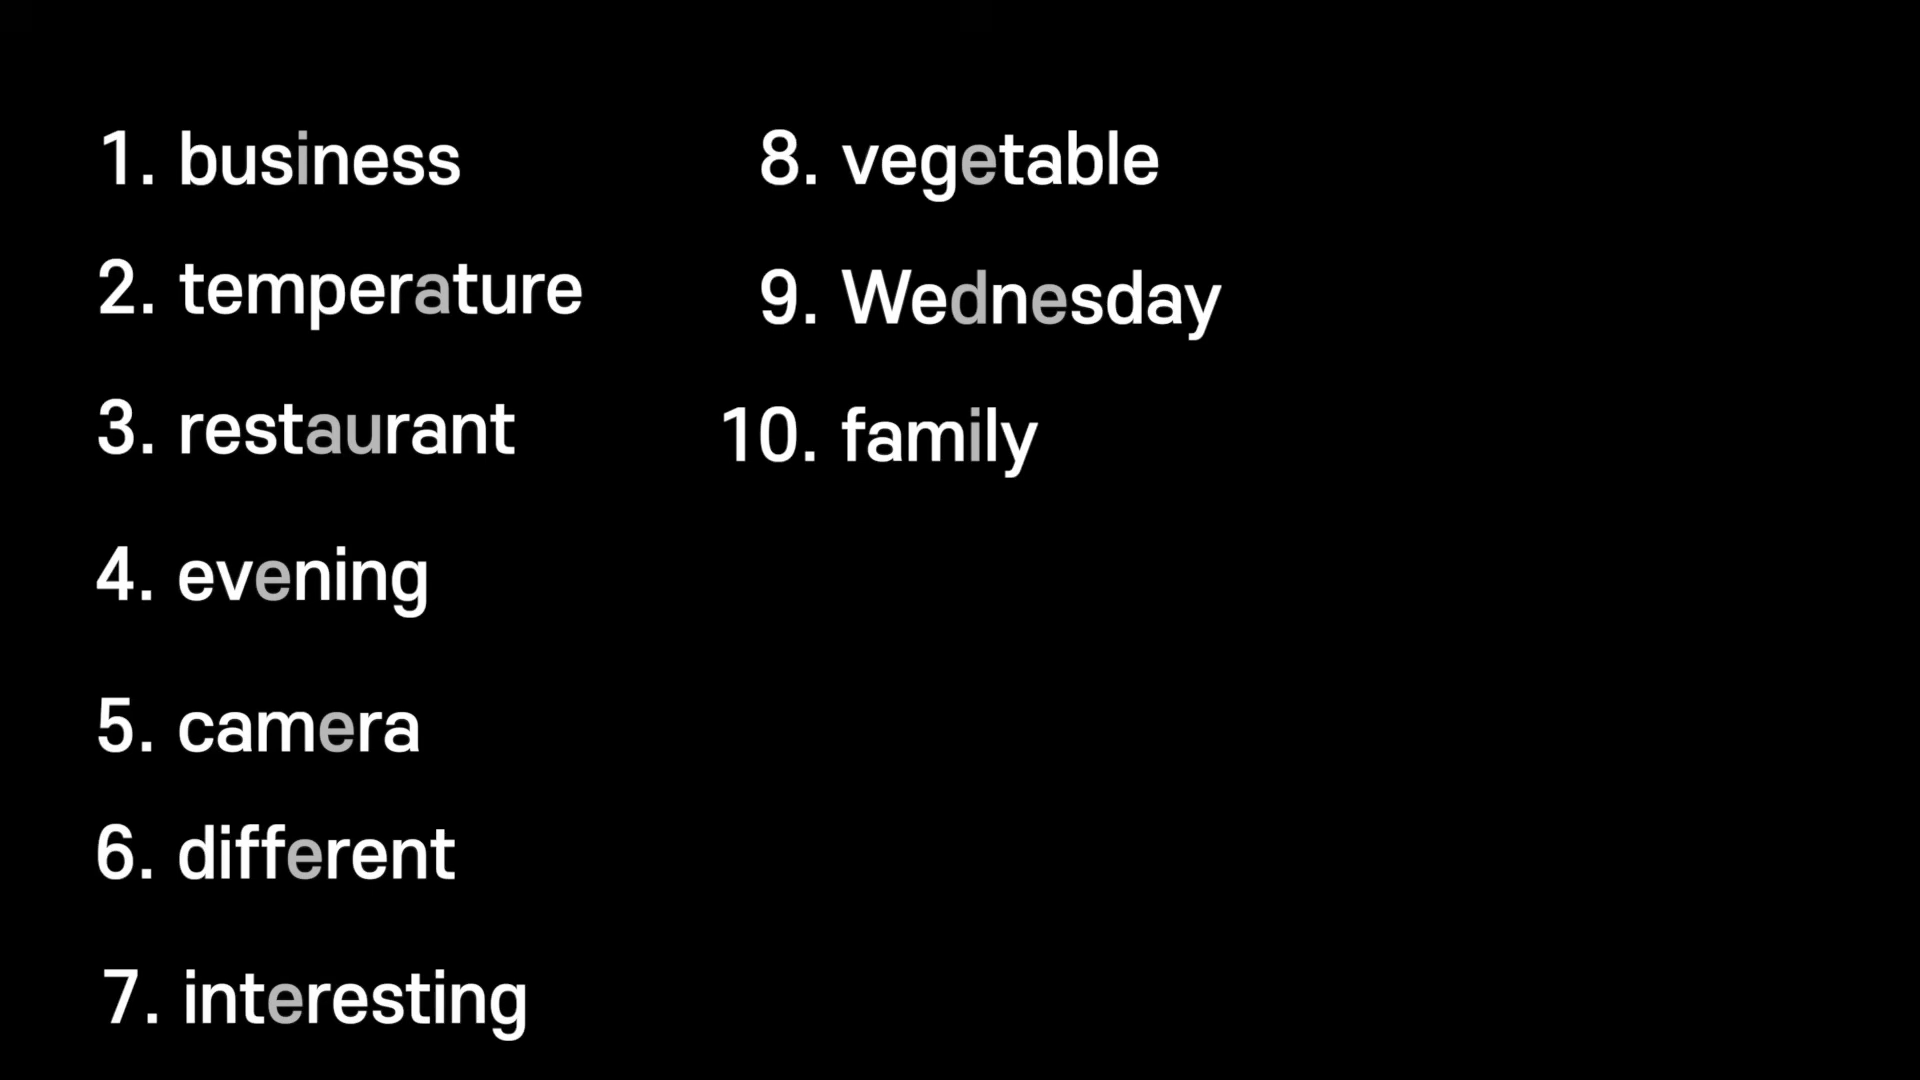 1. business
2. temperature
3. restaurant
4. evening
5. camera
6. different
7. interesting
8. vegetable
9. Wednesday
10. family